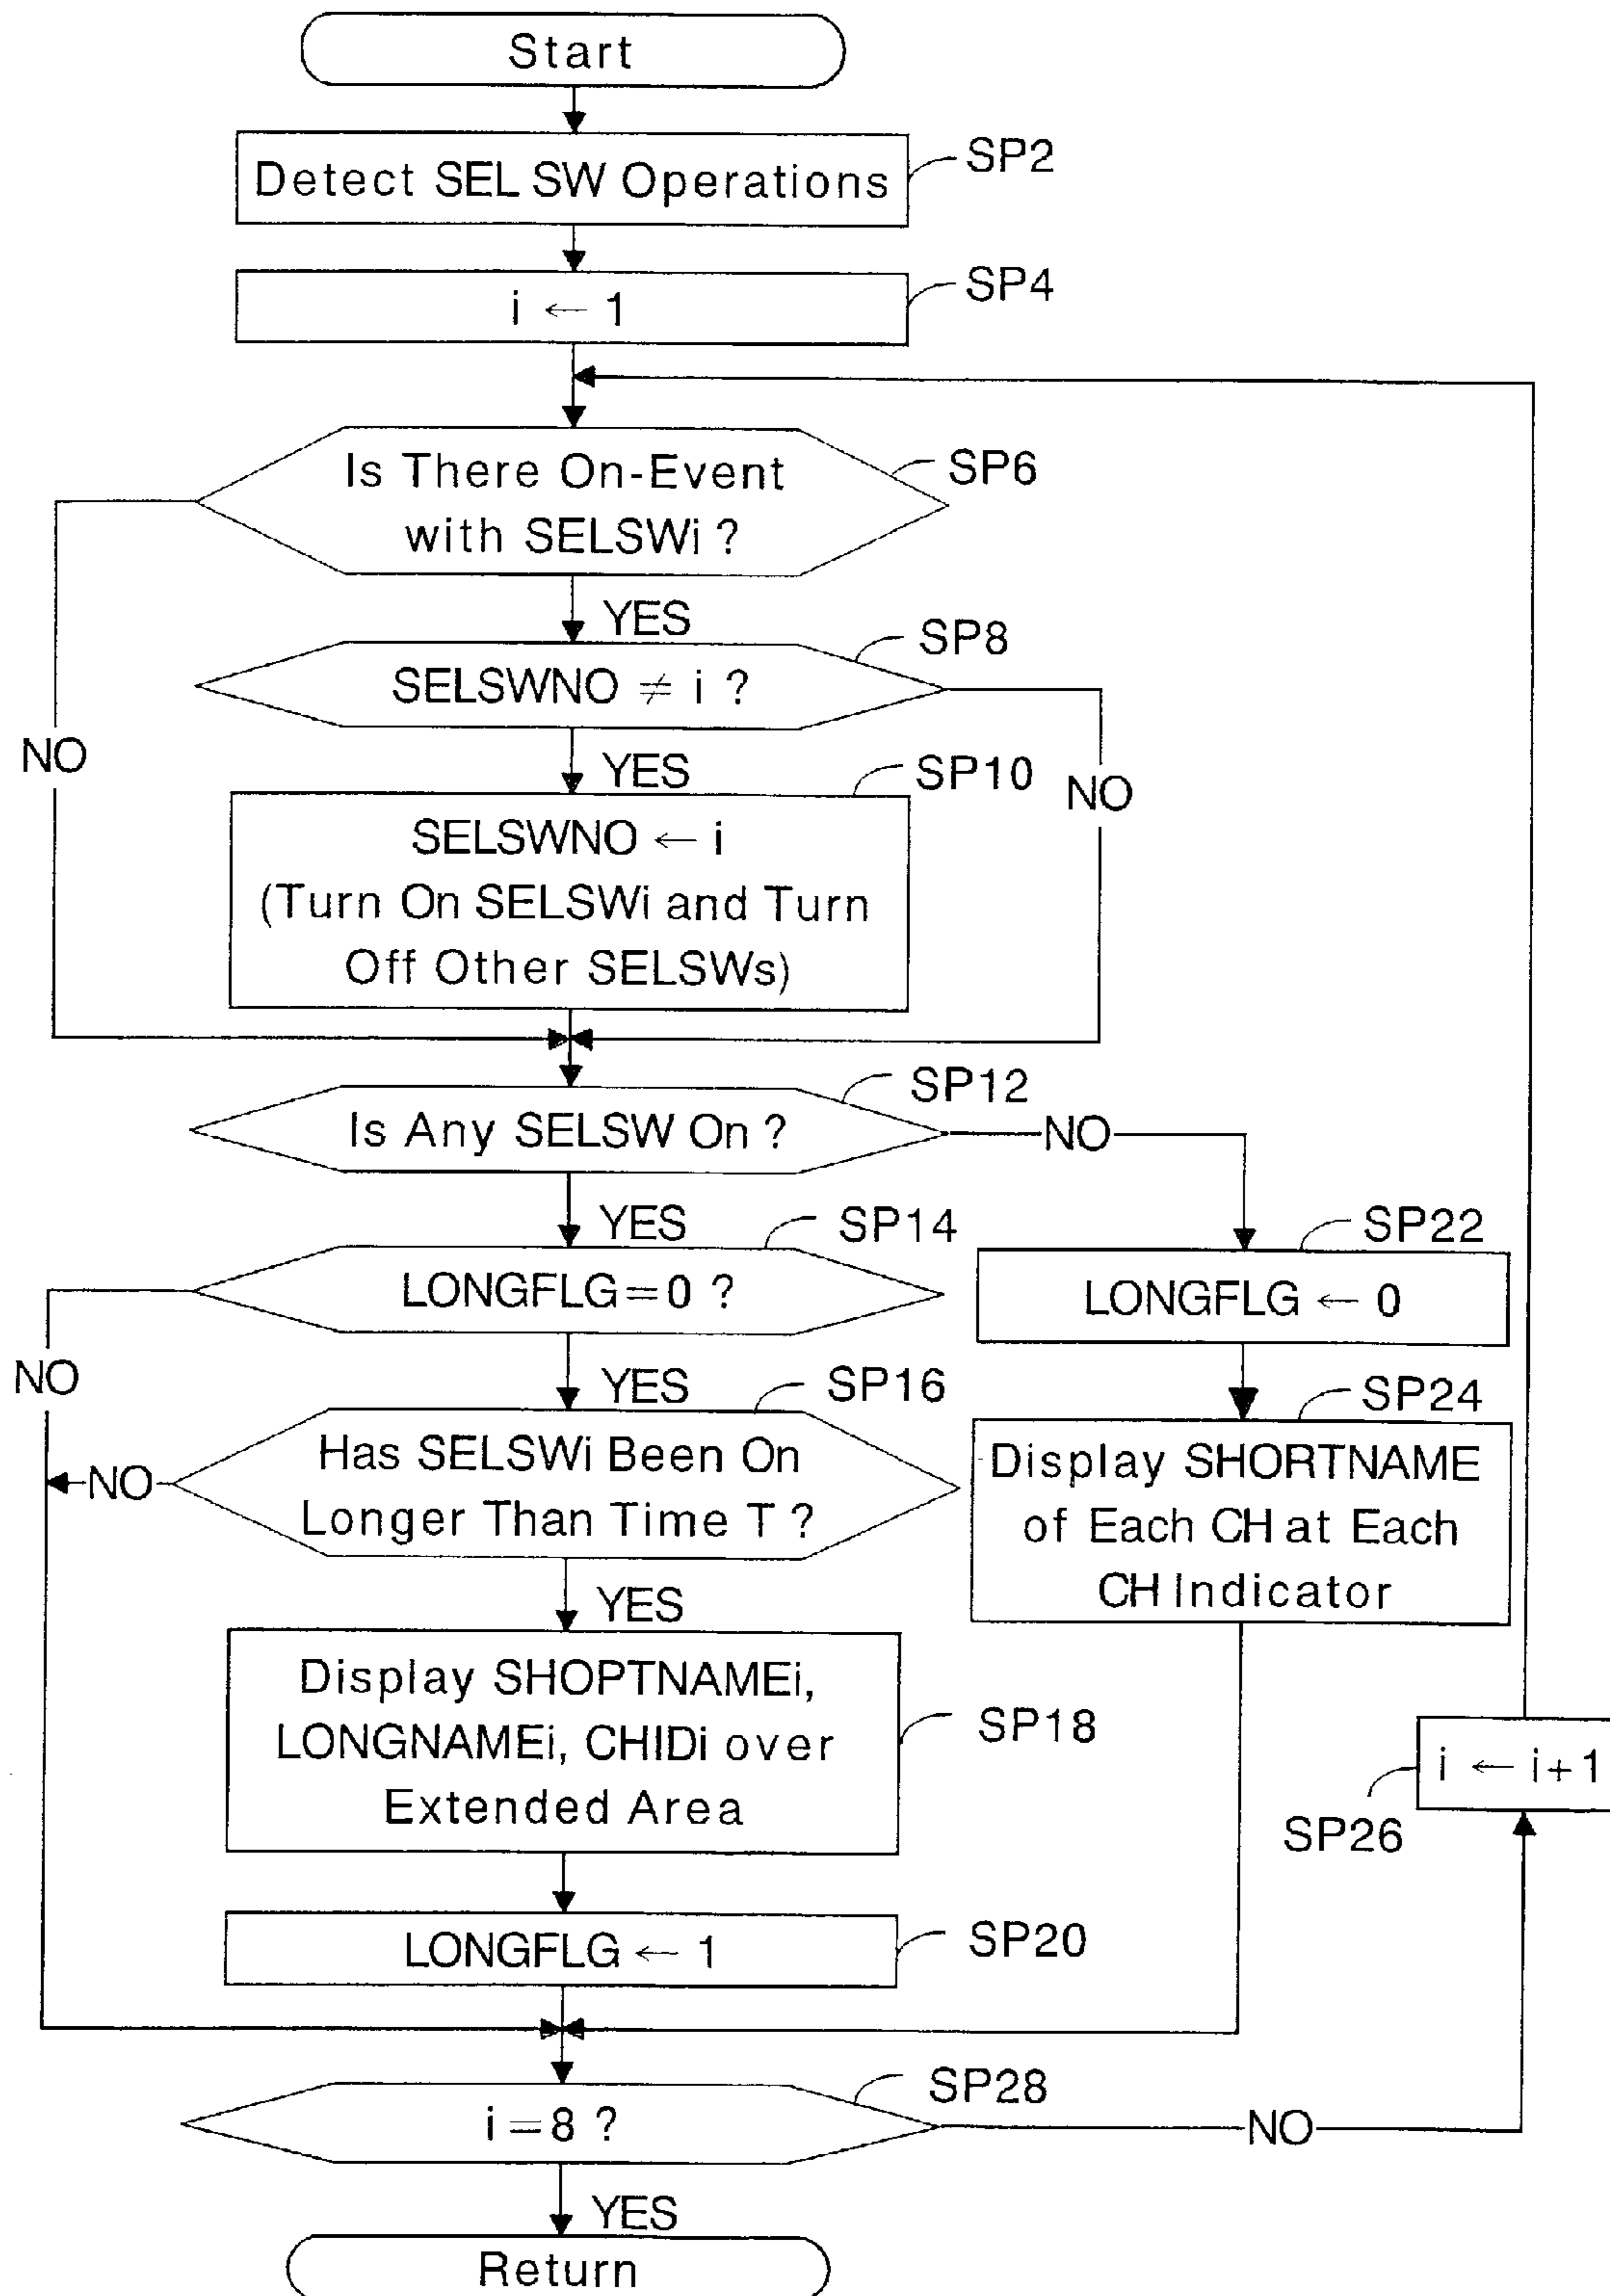 Start
Detect SEL SW Operations
SP2
i ← 1
SP4
Is There On-Event
with SELSWi ?
SP6
YES
NO
SELSWNO ≠ i ?
SP8
YES
NO
SELSWNO ← i
(Turn On SELSWi and Turn
Off Other SELSWs)
SP10
Is Any SELSW On ?
SP12
NO
YES
LONGFLG=0 ?
SP14
NO
YES
LONGFLG ← 0
SP22
Has SELSWi Been On
Longer Than Time T ?
SP16
NO
YES
Display SHORTNAME
of Each CH at Each
CH Indicator
SP24
Display SHOPTNAMEi,
LONGNAMEi, CHIDi over
Extended Area
SP18
i ← i+1
SP26
LONGFLG ← 1
SP20
i=8 ?
SP28
NO
YES
Return